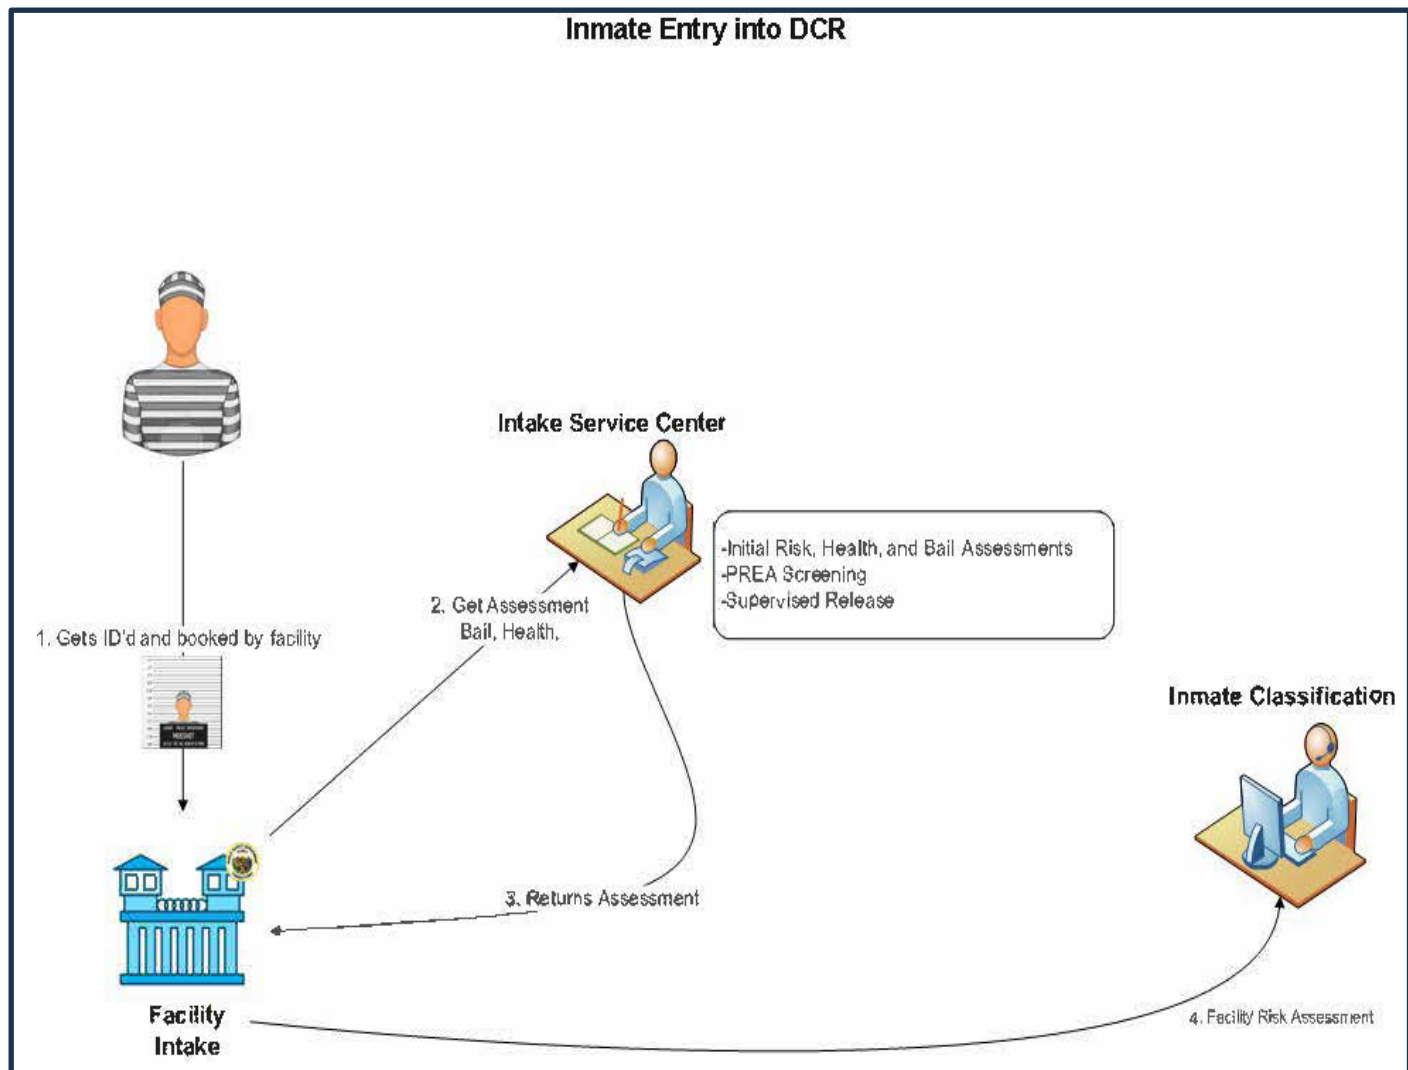 Inmate Entry into DCR
Intake Service Center
-Initial Risk, Health, and Bail Assessments
-PREA Screening
-Supervised Release
2. Get Assessment
Bail, Health,
1. Gets ID'd and booked by facility
Inmate Classification
3. Returns Assessment
Facility
Intake
4. Facility Risk Assessment